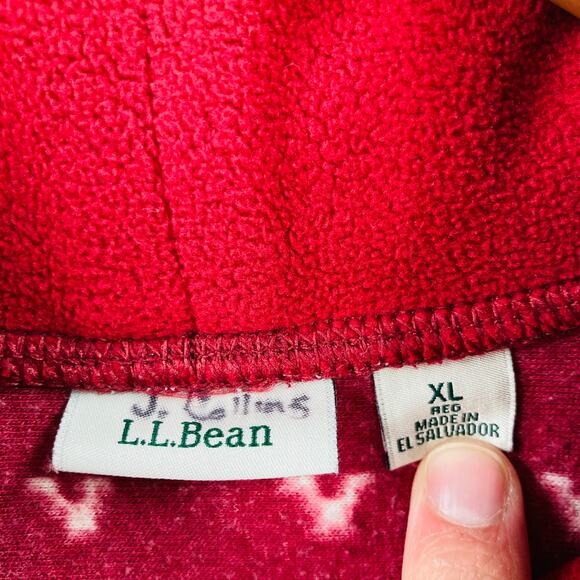 J. Collins
L.L.Bean
XL
REG
MADE IN
EL SALVADOR